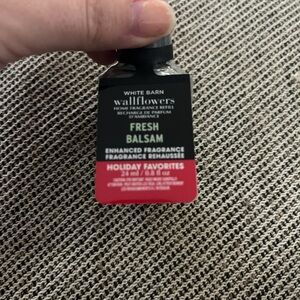 WHITE BARN
wallflowers
HOME FRAGRANCE REFILL
RECHARGE DE PARFUM
D'AMBIANCE
FRESH
BALSAM
ENHANCED FRAGRANCE
FRAGRANCE REHAUSSÉE
HOLIDAY FAVORITES
24 ml / 0.8 fl oz